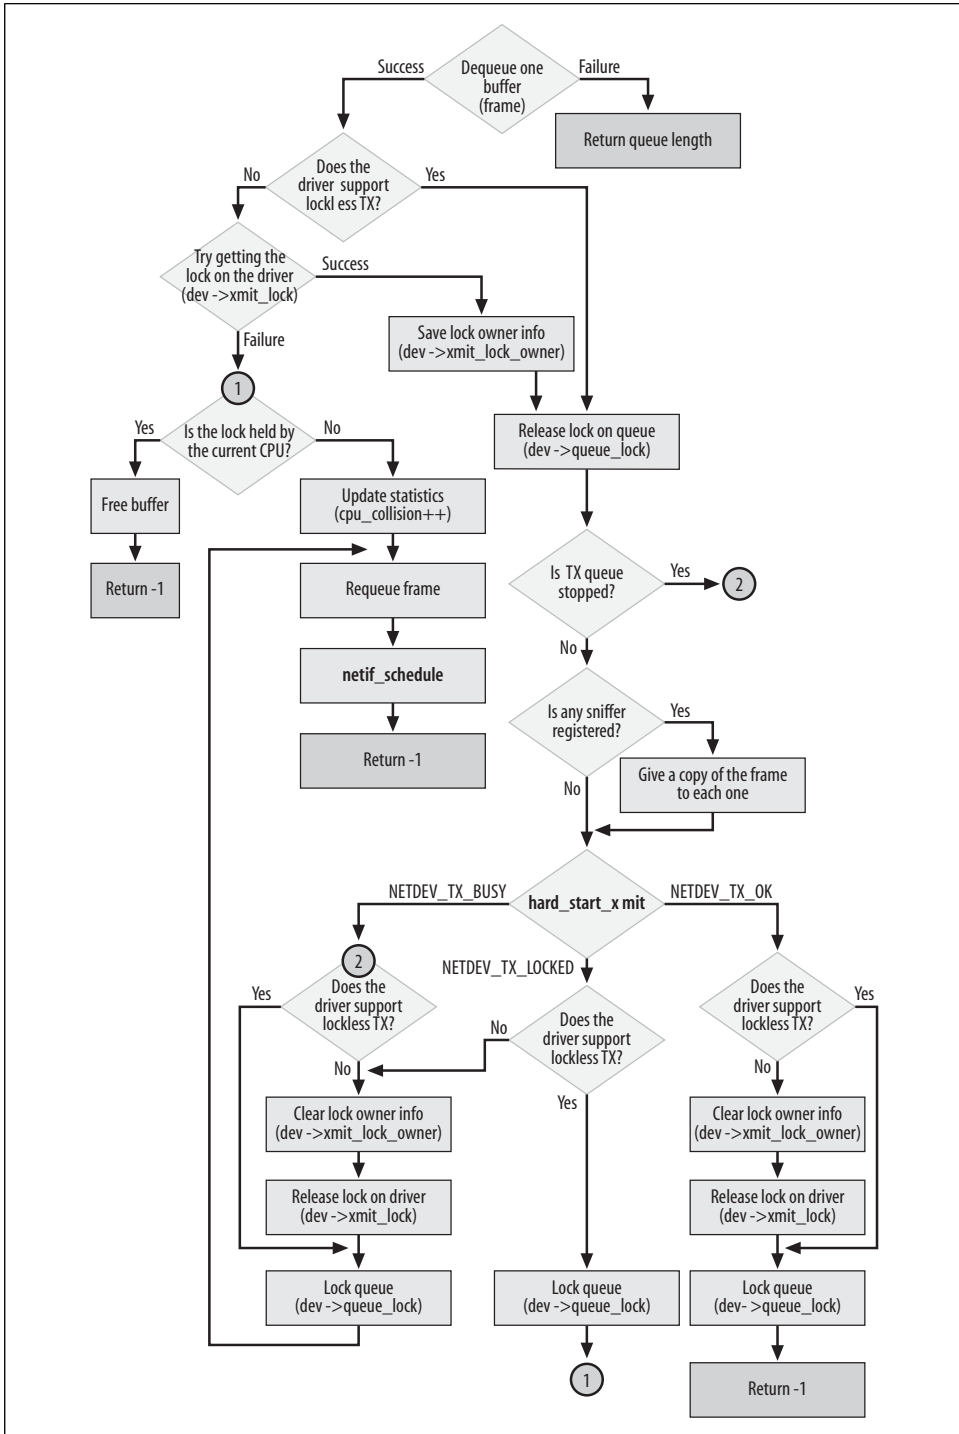 Success
Dequeue one
buffer
(frame)
Failure
Return queue length
No
Does the
driver support
lockl ess TX?
Yes
Try getting the
lock on the driver
(dev ->xmit_lock)
Success
Save lock owner info
(dev ->xmit_lock_owner)
Failure
1
Yes
Is the lock held by
the current CPU?
No
Release lock on queue
(dev ->queue_lock)
Free buffer
Update statistics
(cpu_collision++)
Return -1
Requeue frame
Is TX queue
stopped?
Yes
2
No
netif_schedule
Is any sniffer
registered?
Yes
Return -1
No
Give a copy of the frame
to each one
NETDEV_TX_BUSY
hard_start_x mit
NETDEV_TX_OK
2
NETDEV_TX_LOCKED
Yes
Does the
driver support
lockless TX?
No
No
Does the
driver support
lockless TX?
Yes
Does the
driver support
lockless TX?
Yes
No
Clear lock owner info
(dev ->xmit_lock_owner)
Clear lock owner info
(dev ->xmit_lock_owner)
Release lock on driver
(dev ->xmit_lock)
Release lock on driver
(dev ->xmit_lock)
Lock queue
(dev ->queue_lock)
Lock queue
(dev ->queue_lock)
Lock queue
(dev- >queue_lock)
1
Return -1